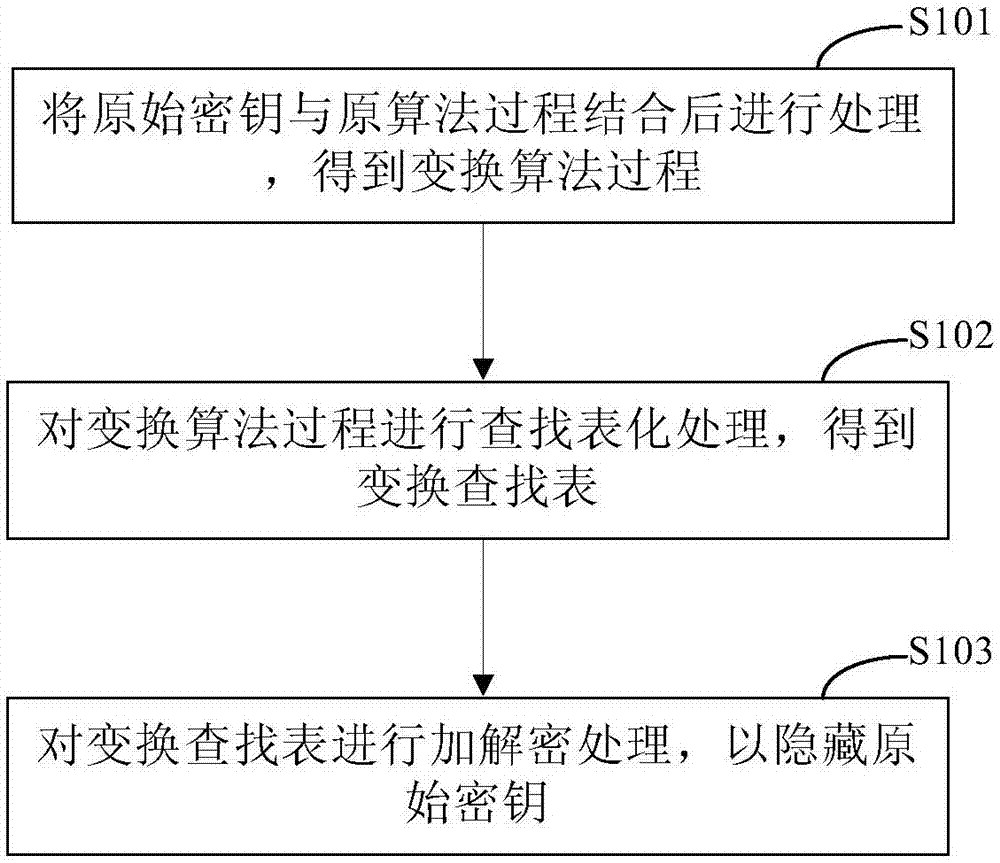 S101
将原始密钥与原算法过程结合后进行处理
，得到变换算法过程
S102
对变换算法过程进行查找表化处理，得到
变换查找表
S103
对变换查找表进行加解密处理，以隐藏原
始密钥